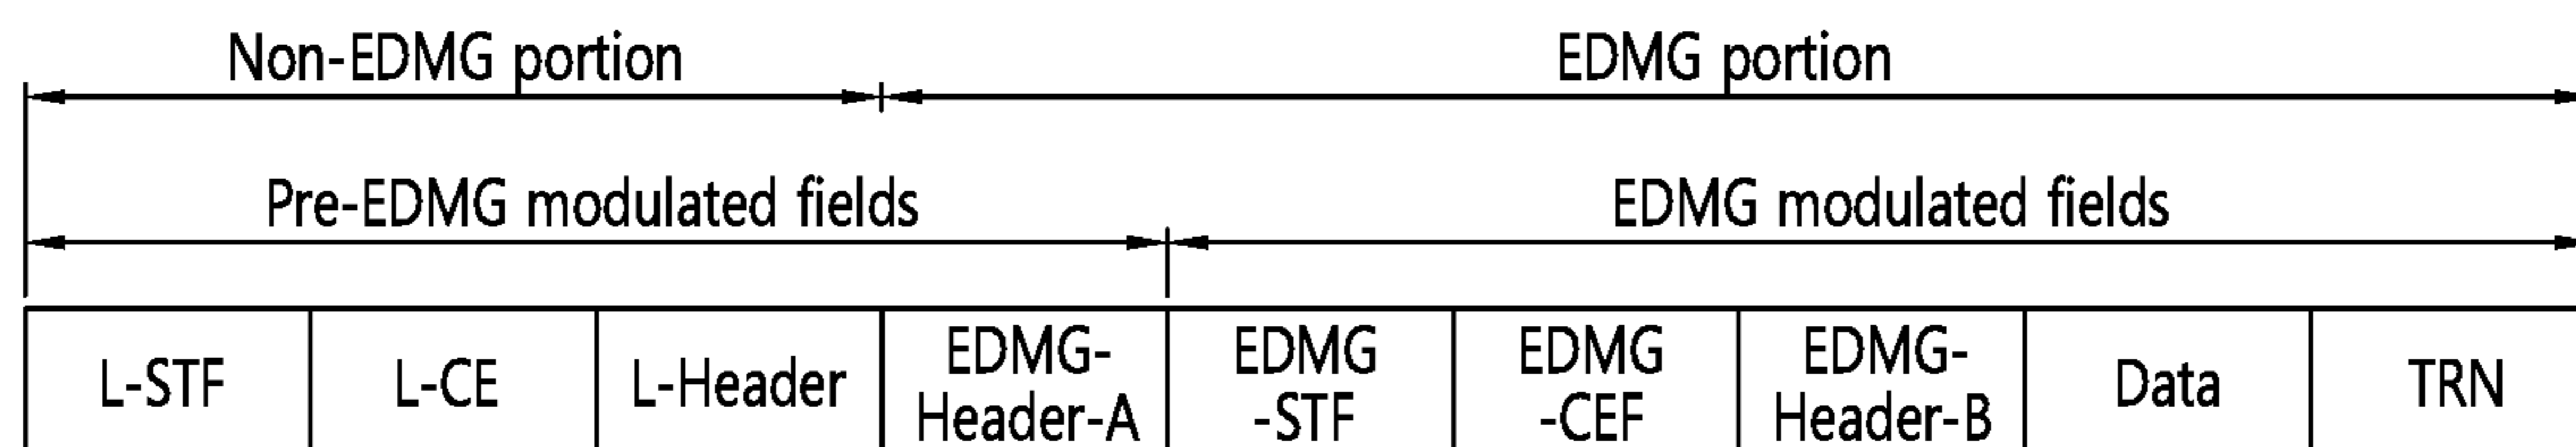 Non-EDMG portion
EDMG portion
Pre-EDMG modulated fields
EDMG modulated fields
L-STF
L-CE
L-Header
EDMG-
Header-A
EDMG
-STF
EDMG
-CEF
EDMG-
Header-B
Data
TRN